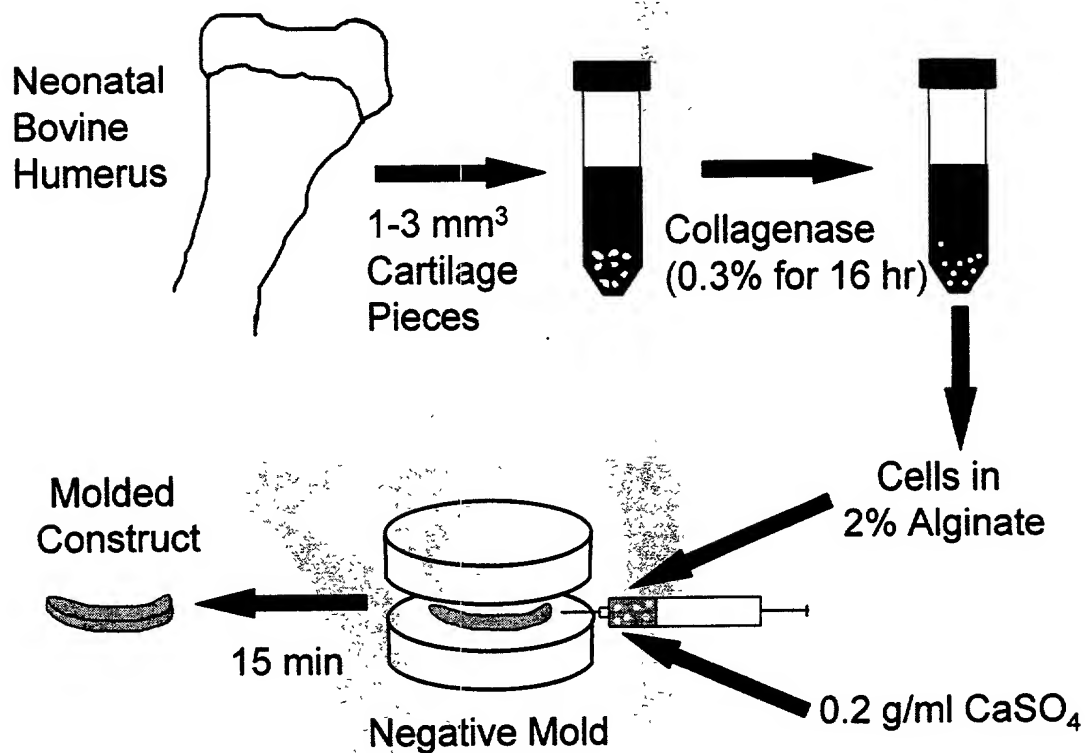 Neonatal
Bovine
Humerus
1-3 mm³
Cartilage
Pieces
Collagenase
(0.3% for 16 hr)
Cells in
2% Alginate
0.2 g/ml CaSO₄
Negative Mold
15 min
Molded
Construct